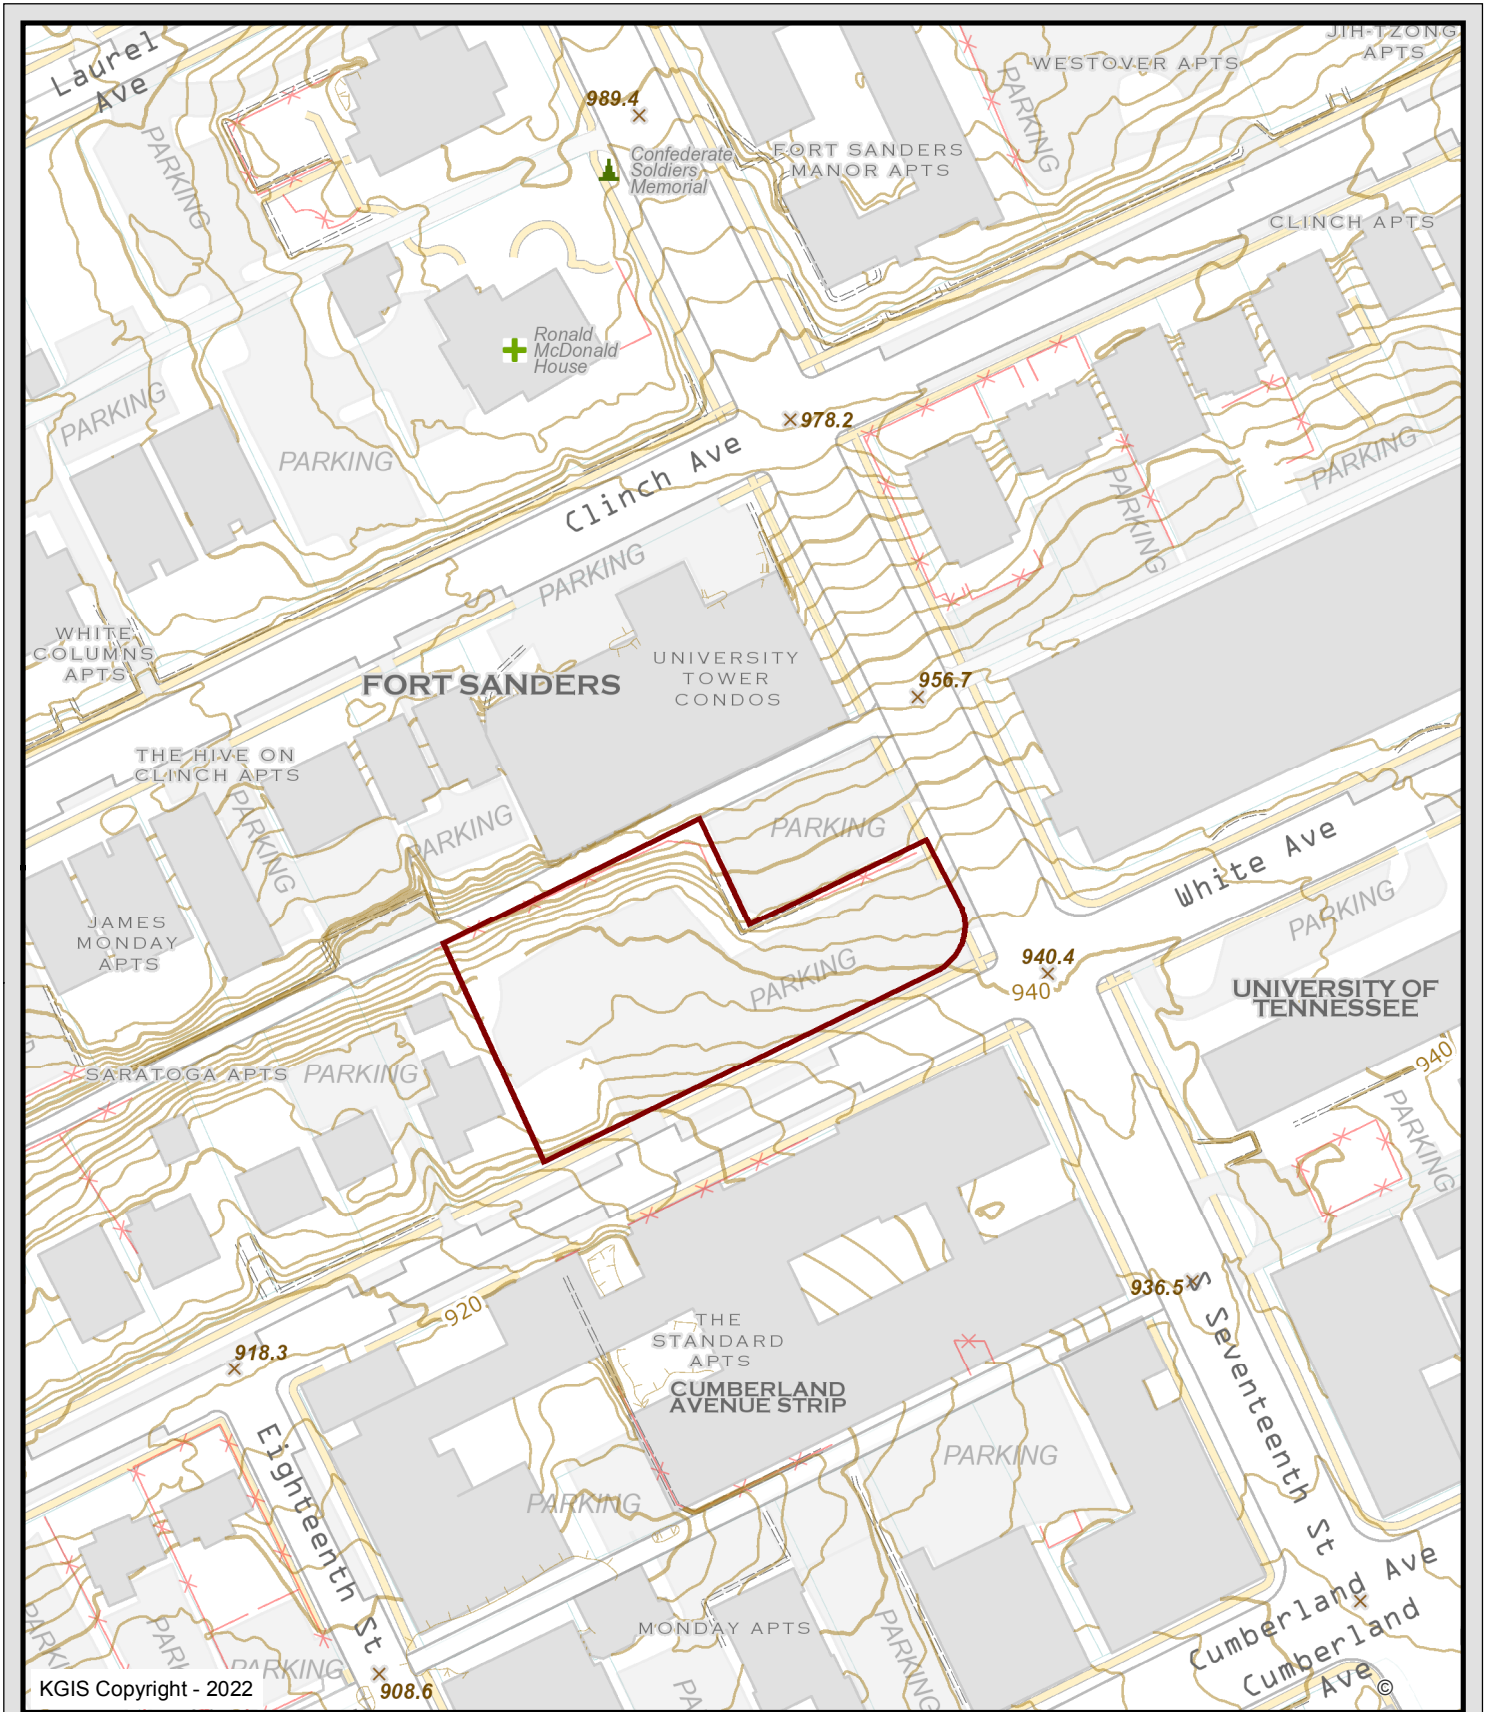 Laurel
Ave
JIH-TZONG
APTS
WESTOVER APTS
PARKING
989.4
PARKING
Confederate
Soldiers
Memorial
FORT SANDERS
MANOR APTS
CLINCH APTS
Ronald
McDonald
House
PARKING
978.2
PARKING
Clinch Ave
PARKING
PARKING
PARKING
WHITE
COLUMNS
APTS
UNIVERSITY
TOWER
CONDOS
FORT SANDERS
956.7
THE HIVE ON
CLINCH APTS
PARKING
PARKING
PARKING
White Ave
PARKING
JAMES
MONDAY
APTS
PARKING
940.4
940
UNIVERSITY OF
TENNESSEE
SARATOGA APTS
PARKING
940
PARKING
936.5
920
918.3
THE
STANDARD
APTS
CUMBERLAND
AVENUE STRIP
S Seventeenth St
Eighteenth St
PARKING
PARKING
Cumberland Ave
Cumberland
Ave
MONDAY APTS
PARKING
PARKING
PARKING
908.6
KGIS Copyright - 2022
©